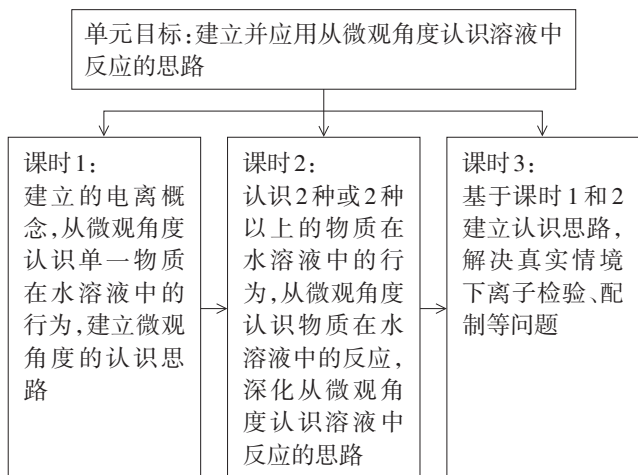 单元目标:建立并应用从微观角度认识溶液中
反应的思路
课时1:
建立的电离概
念,从微观角度
认识单一物质
在水溶液中的
行为,建立微观
角度的认识思
路
课时2:
认识2种或2种
以上的物质在
水溶液中的行
为,从微观角度
认识物质在水
溶液中的反应,
深化从微观角
度认识溶液中
反应的思路
课时3:
基于课时1和2
建立认识思路,
解决真实情境
下离子检验、配
制等问题